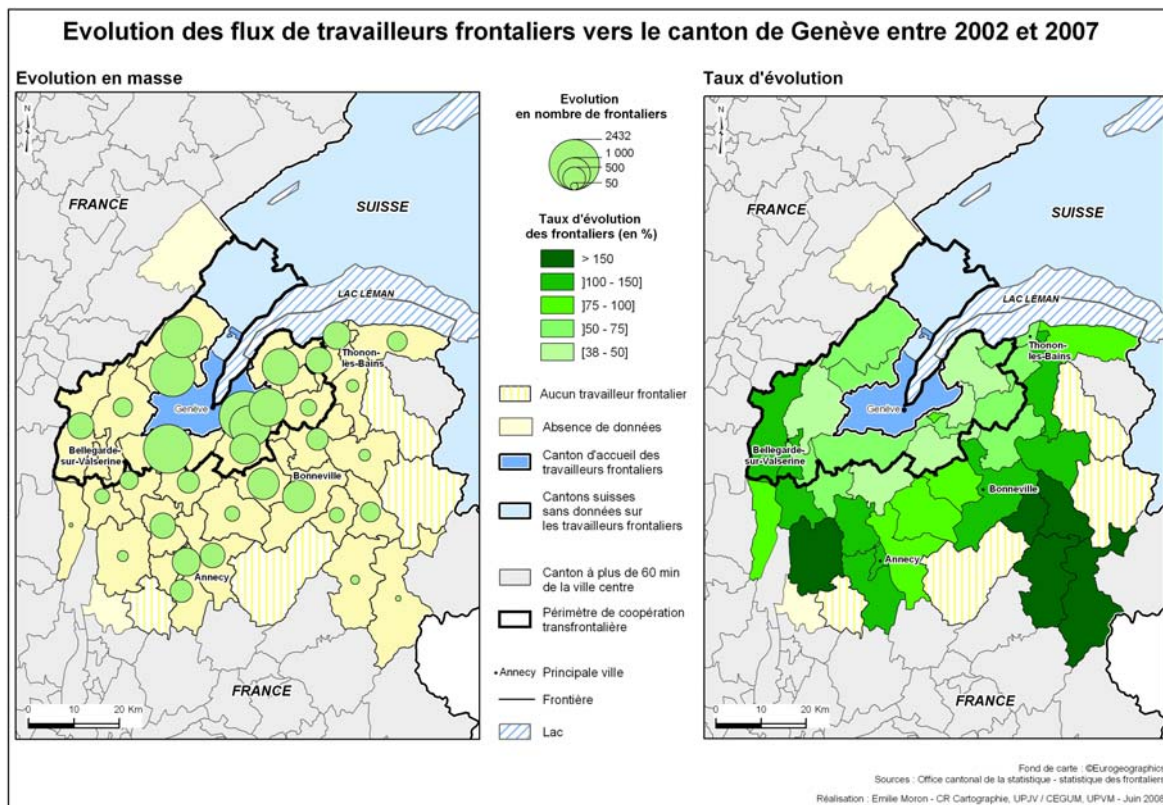 Evolution des flux de travailleurs frontaliers vers le canton de Genève entre 2002 et 2007
Evolution en masse
N
FRANCE
SUISSE
LAC LÉMAN
Thonon-
les-Bains
Genève
Bellegarde-
sur-Valserine
Bonneville
Annecy
FRANCE
0 10 20 Km
Evolution
en nombre de frontaliers
2432
1 000
500
50
Taux d'évolution
des frontaliers (en %)
> 150
]100 - 150]
]75 - 100]
]50 - 75]
[38 - 50]
Aucun travailleur frontalier
Absence de données
Canton d'accueil des
travailleurs frontaliers
Cantons suisses
sans données sur
les travailleurs frontaliers
Canton à plus de 60 min
de la ville centre
Périmètre de coopération
transfrontalière
Annecy Principale ville
Frontière
Lac
Taux d'évolution
N
FRANCE
SUISSE
LAC LÉMAN
Thonon-
les-Bains
Genève
Bellegarde-
sur-Valserine
Bonneville
Annecy
FRANCE
0 10 20 Km
Fond de carte : ©Eurogeographics
Sources : Office cantonal de la statistique - statistique des frontaliers
Réalisation : Emilie Moron - CR Cartographie, UPJV / CEGUM, UPVM - Juin